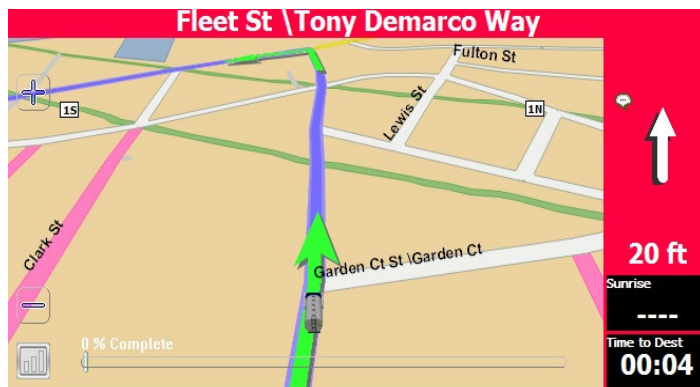 Fleet St \Tony Demarco Way
Fulton St
1S
1N
Lewis St
Clark St
Garden Ct St \Garden Ct
20 ft
Sunrise
----
0 % Complete
Time to Dest
00:04